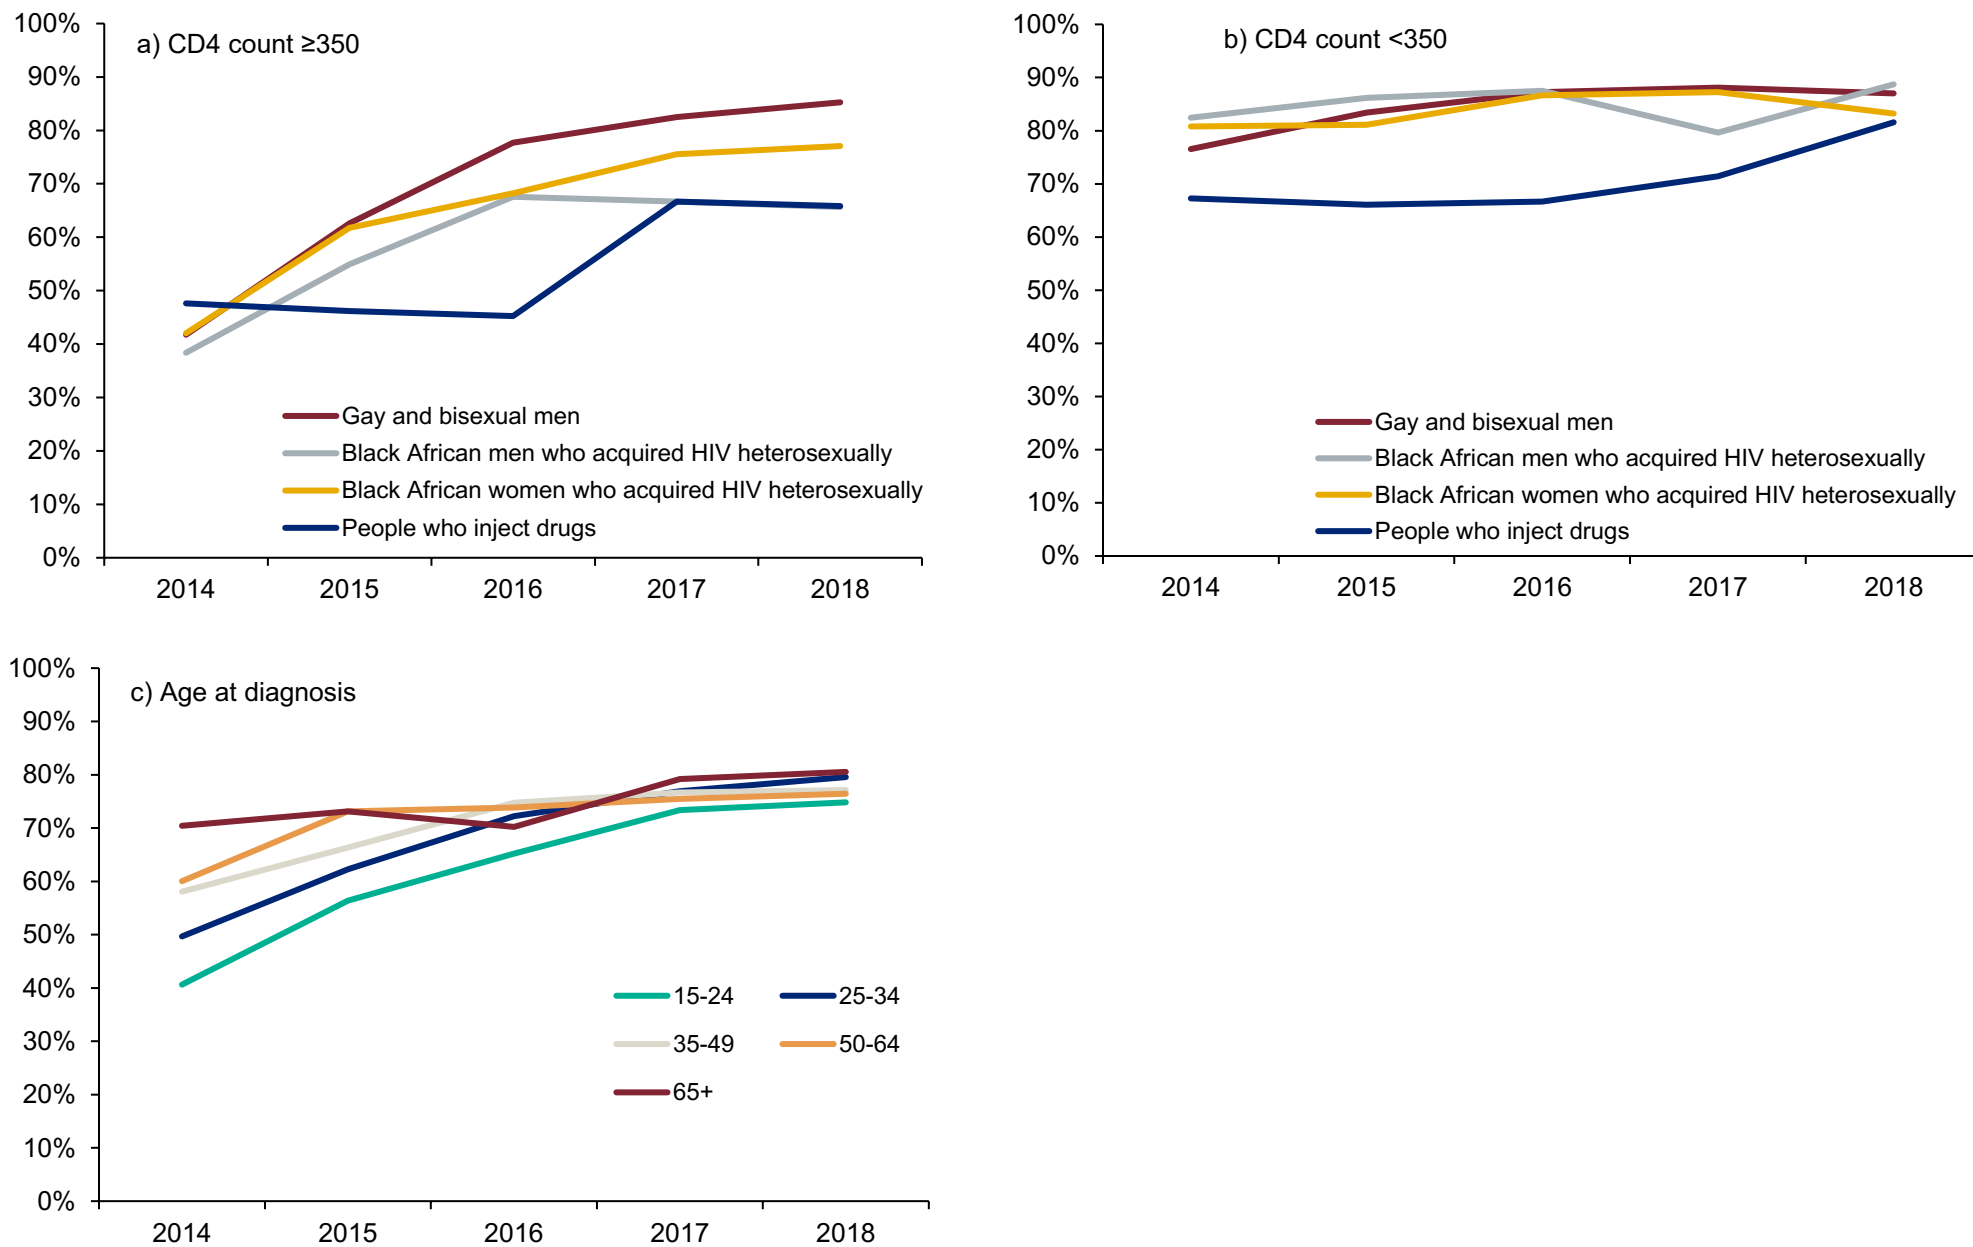 a) CD4 count ≥350
100%
90%
80%
70%
60%
50%
40%
30%
20%
10%
0%
Gay and bisexual men
Black African men who acquired HIV heterosexually
Black African women who acquired HIV heterosexually
People who inject drugs
2014 2015 2016 2017 2018
b) CD4 count <350
100%
90%
80%
70%
60%
50%
40%
30%
20%
10%
0%
Gay and bisexual men
Black African men who acquired HIV heterosexually
Black African women who acquired HIV heterosexually
People who inject drugs
2014 2015 2016 2017 2018
c) Age at diagnosis
100%
90%
80%
70%
60%
50%
40%
30%
20%
10%
0%
15-24 25-34
35-49 50-64
65+
2014 2015 2016 2017 2018